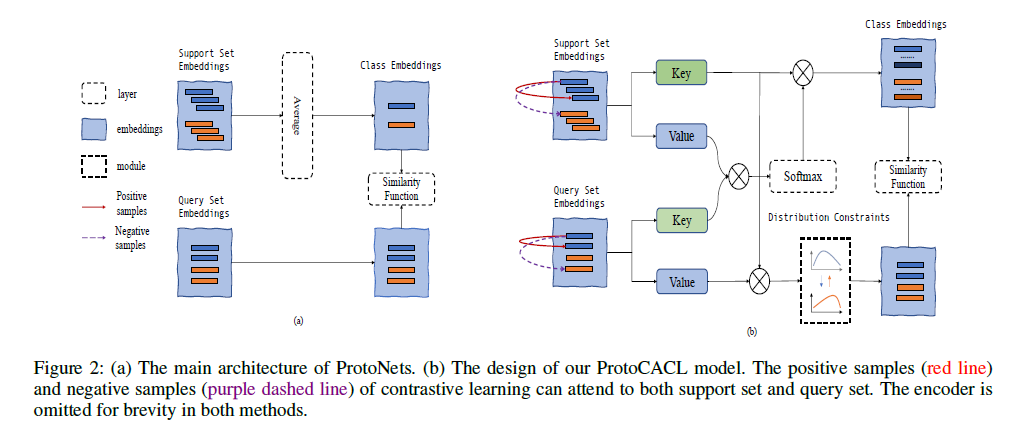 layer
embeddings
module
Positive
samples
Negative
samples
Support Set
Embeddings
Average
Class Embeddings
Similarity
Function
Query Set
Embeddings
(a)
Support Set
Embeddings
Key
Value
Softmax
Class Embeddings
.......
.......
Similarity
Function
Query Set
Embeddings
Key
Value
Distribution Constraints
(b)
Figure 2: (a) The main architecture of ProtoNets. (b) The design of our ProtoCACL model. The positive samples (red line)
and negative samples (purple dashed line) of contrastive learning can attend to both support set and query set. The encoder is
omitted for brevity in both methods.